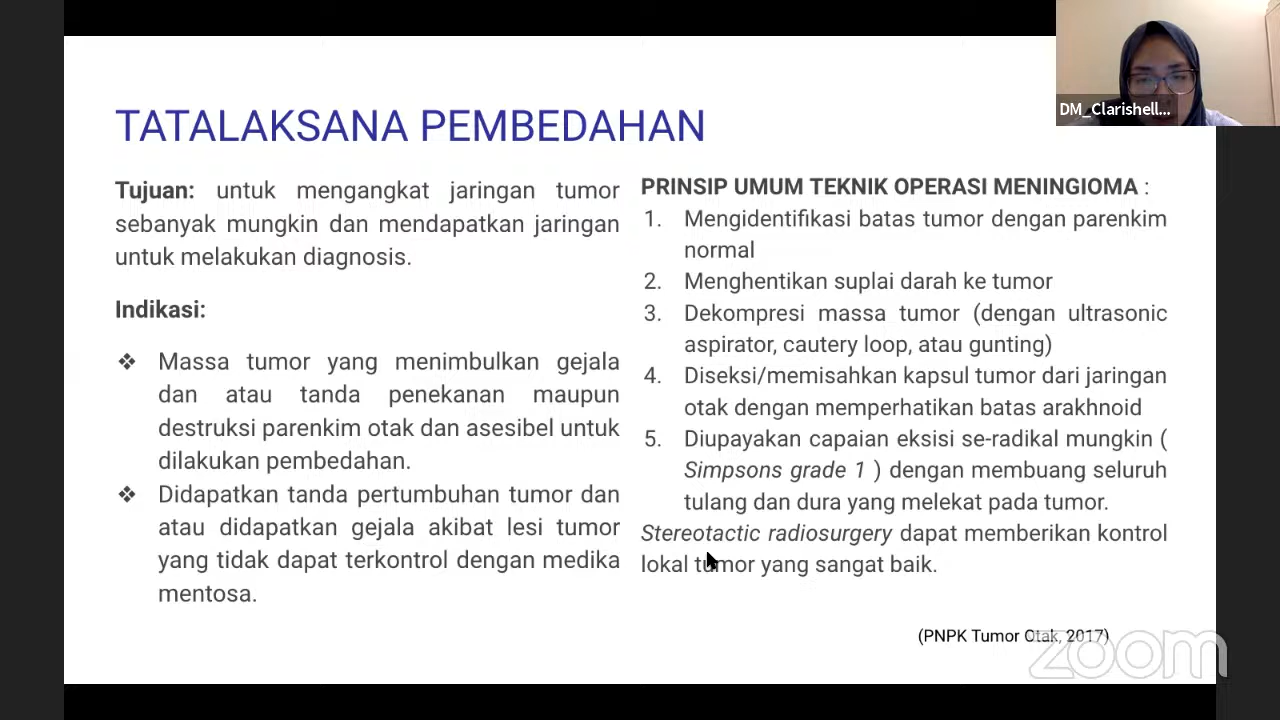 DM_Clarishell...
TATALAKSANA PEMBEDAHAN
Tujuan: untuk mengangkat jaringan tumor
sebanyak mungkin dan mendapatkan jaringan
untuk melakukan diagnosis.
Indikasi:
❖ Massa tumor yang menimbulkan gejala
dan atau tanda penekanan maupun
destruksi parenkim otak dan asesibel untuk
dilakukan pembedahan.
❖ Didapatkan tanda pertumbuhan tumor dan
atau didapatkan gejala akibat lesi tumor
yang tidak dapat terkontrol dengan medika
mentosa.
PRINSIP UMUM TEKNIK OPERASI MENINGIOMA :
1. Mengidentifikasi batas tumor dengan parenkim
normal
2. Menghentikan suplai darah ke tumor
3. Dekompresi massa tumor (dengan ultrasonic
aspirator, cautery loop, atau gunting)
4. Diseksi/memisahkan kapsul tumor dari jaringan
otak dengan memperhatikan batas arakhnoid
5. Diupayakan capaian eksisi se-radikal mungkin (
Simpsons grade 1 ) dengan membuang seluruh
tulang dan dura yang melekat pada tumor.
Stereotactic radiosurgery dapat memberikan kontrol
lokal tumor yang sangat baik.
(PNPK Tumor Otak, 2017)
zoom